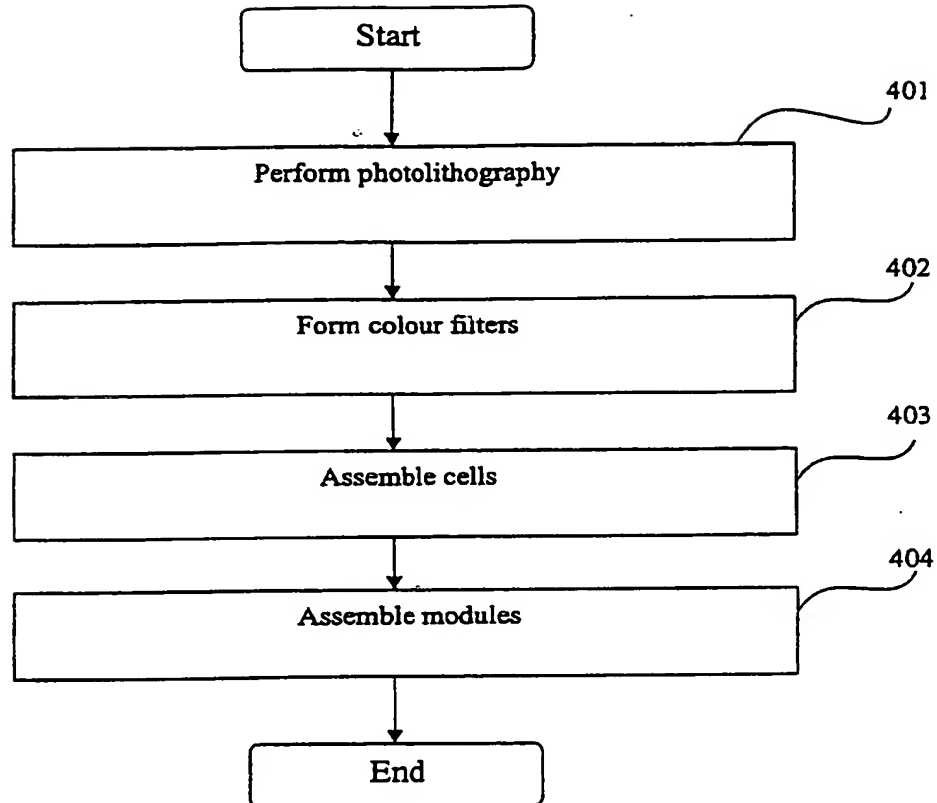 Start
401
Perform photolithography
402
Form colour filters
403
Assemble cells
404
Assemble modules
End